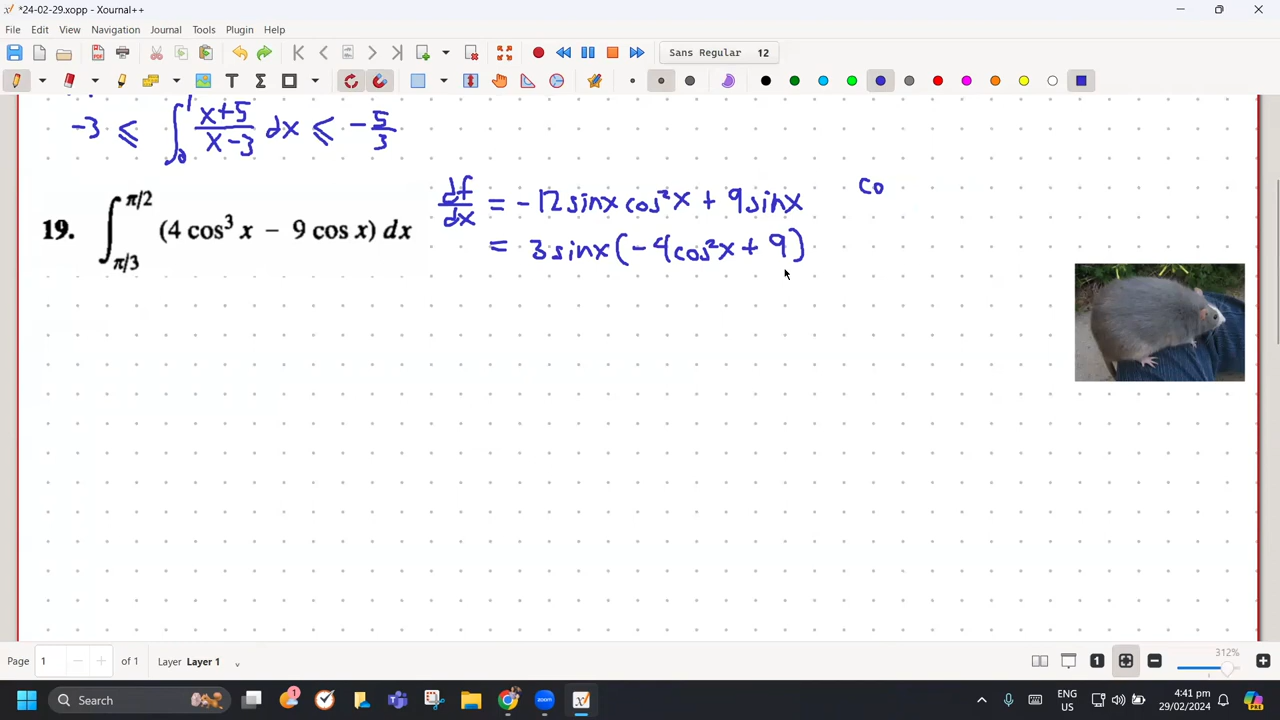 *24-02-29.xopp - Xournal++
File Edit View Navigation Journal Tools Plugin Help
Sans Regular 12
-3 ≤ ∫₀¹ (x+5)/(x-3) dx ≤ -5/3
19. ∫_{π/3}^{π/2} (4 cos³ x − 9 cos x) dx
df/dx = -12 sinx cos²x + 9 sinx
= 3 sinx(-4cos²x + 9)
co
Page 1 of 1 Layer Layer 1
312%
Search
1
ENG
US
4:41 pm
29/02/2024